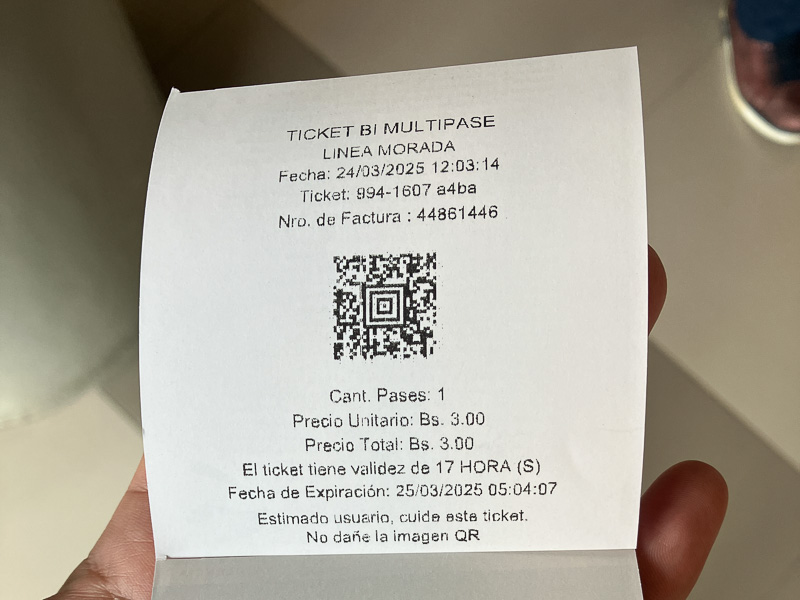 TICKET BI MULTIPASE
LINEA MORADA
Fecha: 24/03/2025 12:03:14
Ticket: 994-1607 a4ba
Nro. de Factura : 44861446
Cant. Pases: 1
Precio Unitario: Bs. 3.00
Precio Total: Bs. 3.00
El ticket tiene validez de 17 HORA (S)
Fecha de Expiración: 25/03/2025 05:04:07
Estimado usuario, cuide este ticket.
No dañe la imagen QR